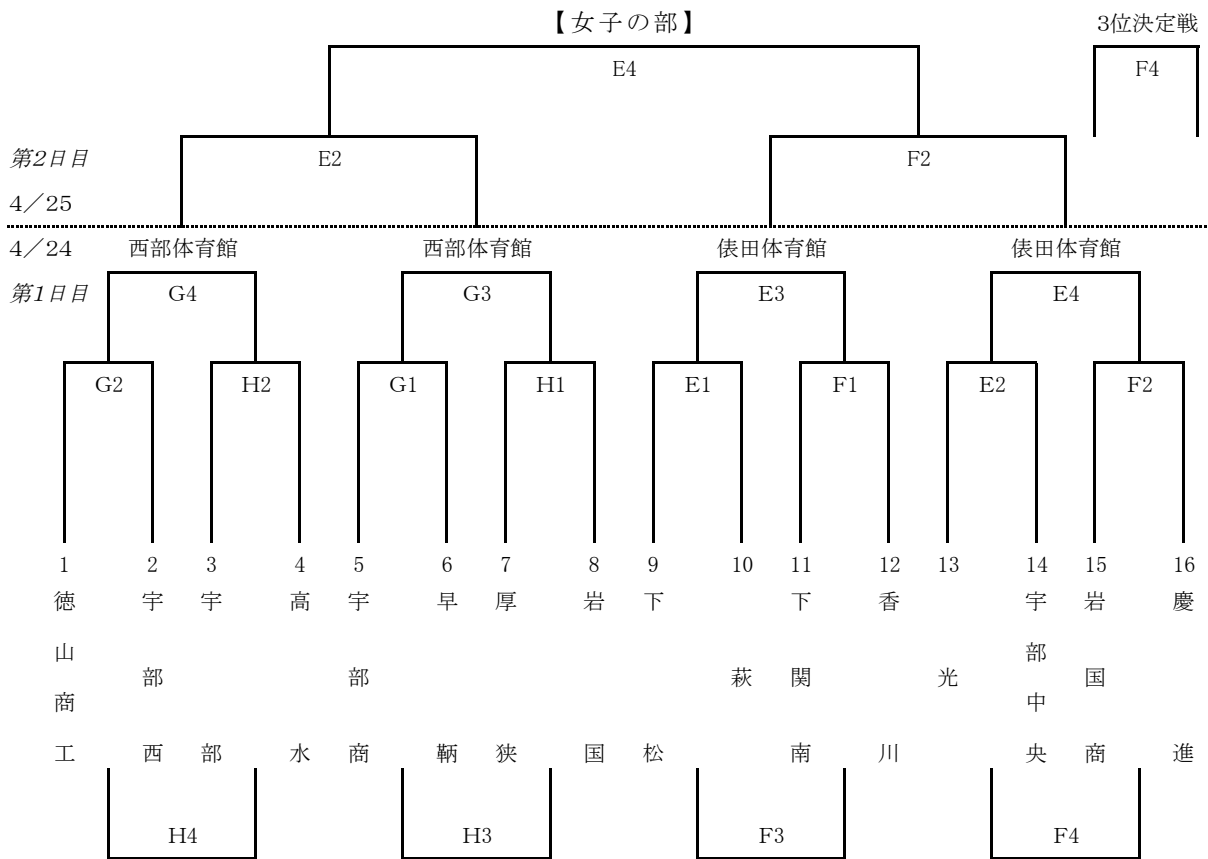 【女子の部】
3位決定戦
E4
F4
第2日目
E2
F2
4／25
4／24
西部体育館
西部体育館
俵田体育館
俵田体育館
第1日目
G4
G3
E3
E4
G2
H2
G1
H1
E1
F1
E2
F2
1 2 3 4 5 6 7 8 9 10 11 12 13 14 15 16
徳山商工
宇部西
宇部
高水
宇部商
早鞆
厚狭
岩国
下松
萩
下関南
香川
光
宇部中央
岩国商
慶進
H4
H3
F3
F4